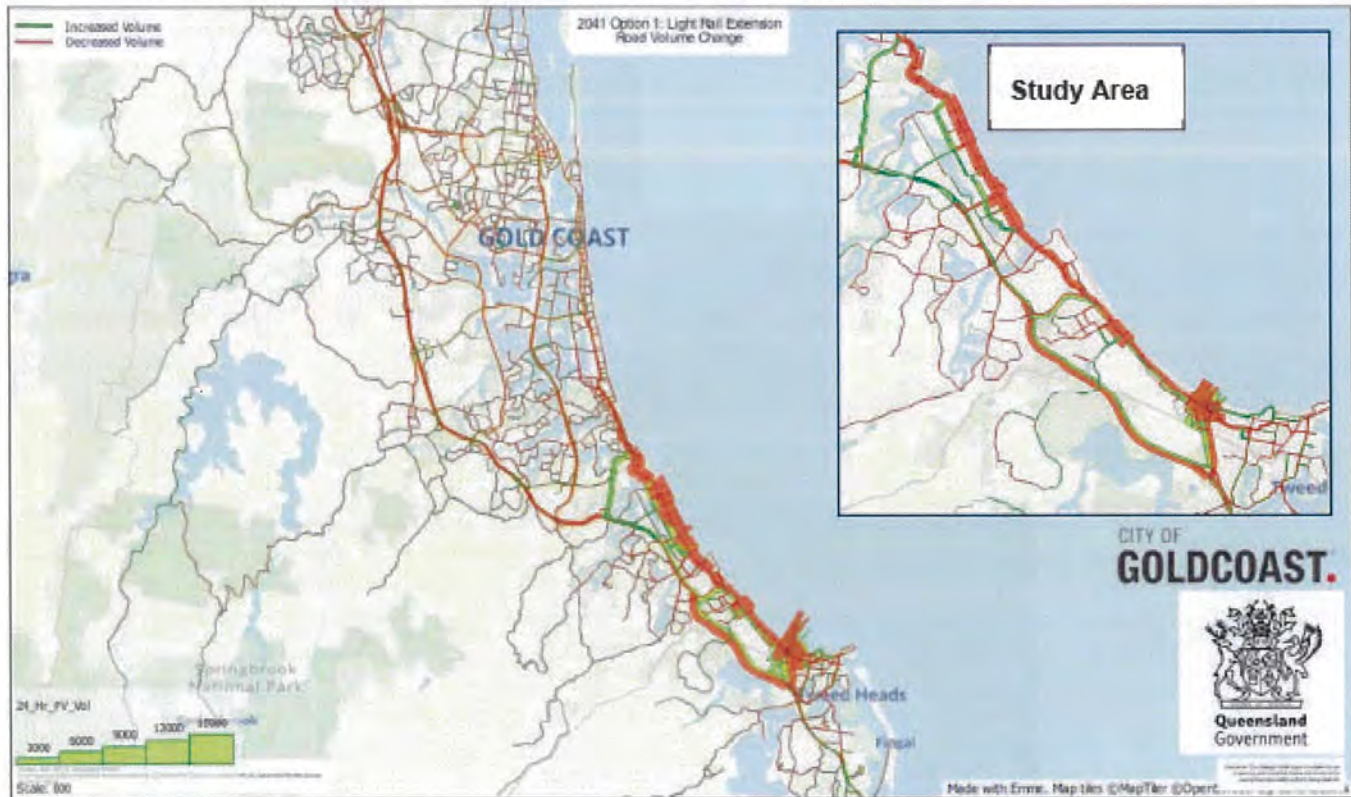 Increased Volume
Decreased Volume
2041 Option 1: Light Rail Extension
Road Volume Change
Study Area
GOLD COAST
Tweed
CITY OF
GOLDCOAST.
Springbrook
National Park
Tweed Heads
Fingal
24_Hr_PV_Vol
3000 6000 9000 12000 15000
Queensland
Government
Scale: 800
Made with Emme. Map tiles ©MapTiler